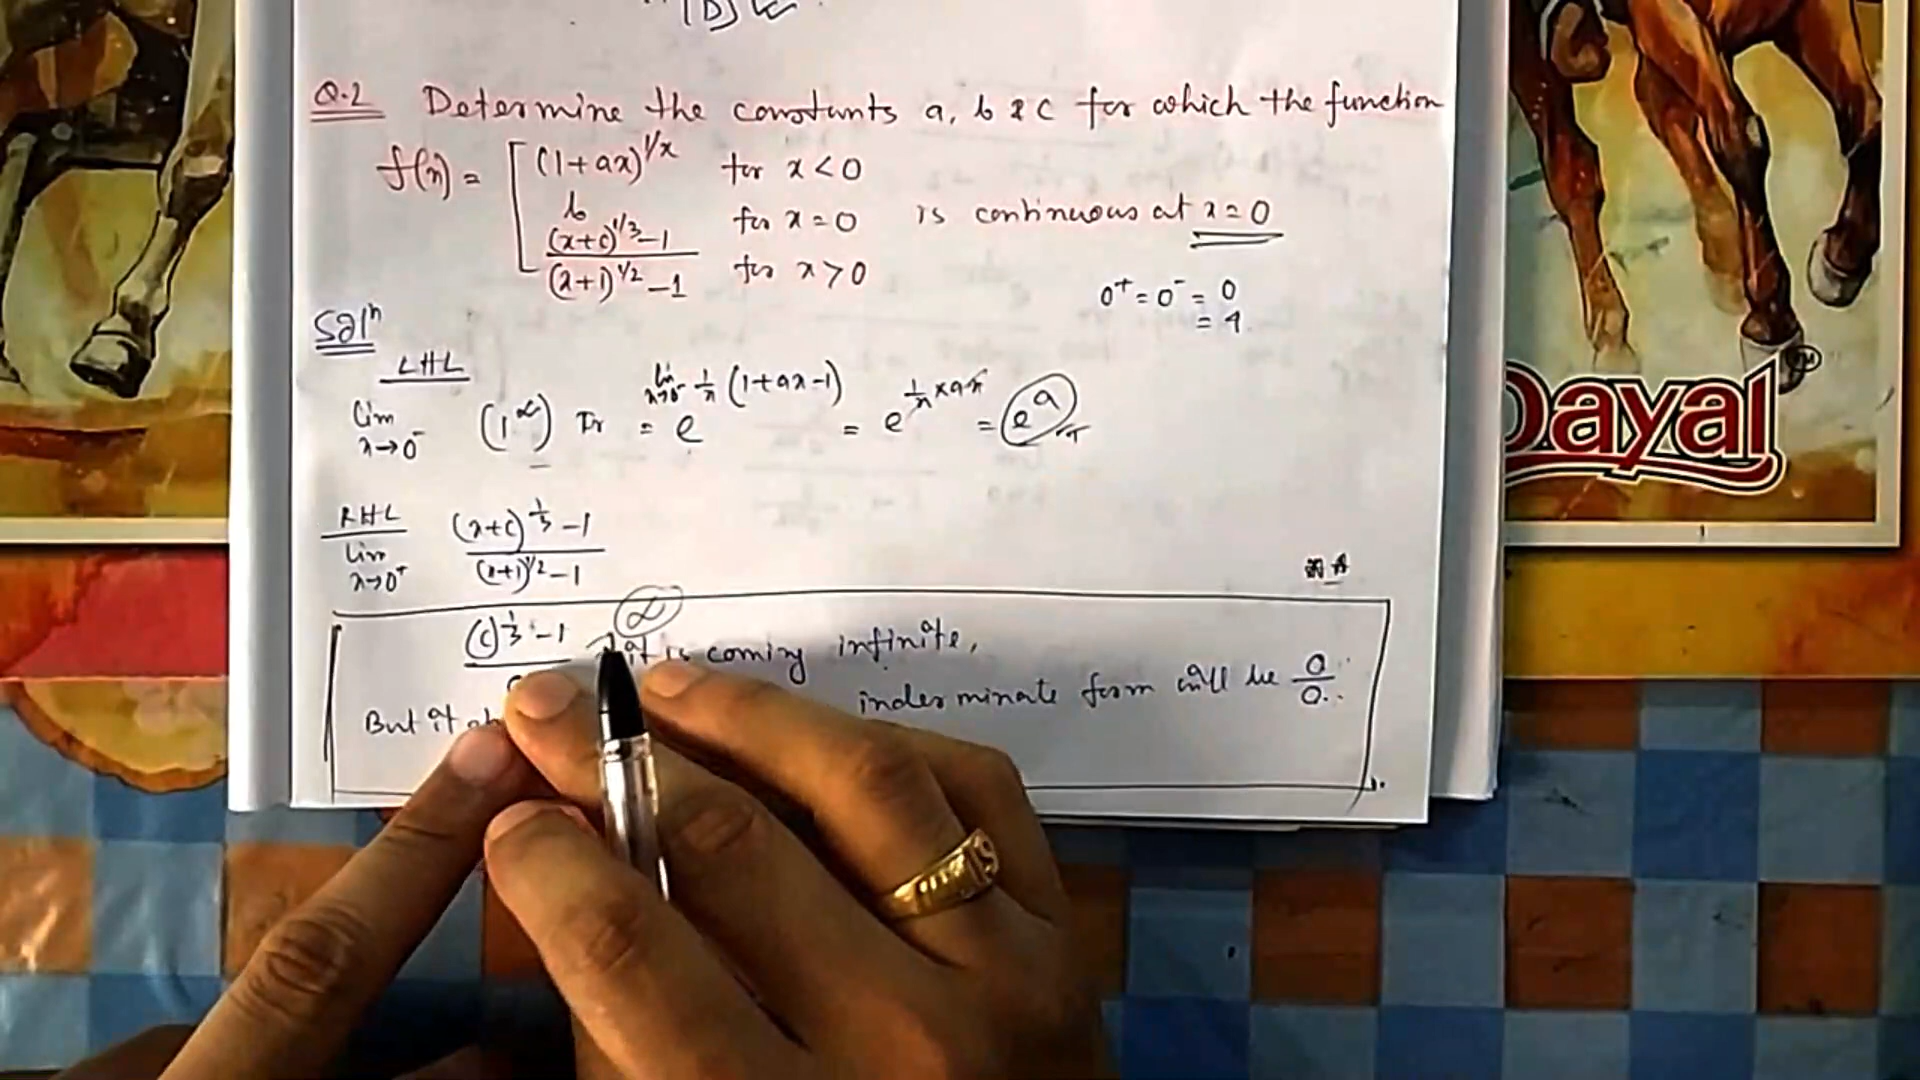 [D]
Q.2 Determine the constants a, b & c for which the function
f(x) = (1+ax)^1/x for x < 0
b for x = 0 is continuous at x = 0
(x+c)^1/3 - 1 / (x+1)^1/2 - 1 for x > 0
0⁺ = 0⁻ = 0
= 9
Solⁿ
LHL
lim x→0⁻ (1^∞) = e^lim x→0⁻ 1/x (1+ax-1) = e^1/x × ax = e^a
RHL
lim x→0⁺ (x+c)^1/3 - 1 / (x+1)^1/2 - 1
(c)^1/3 - 1 ∞ it is coming infinite,
But it inderminate form will be 0/0.
Dayal